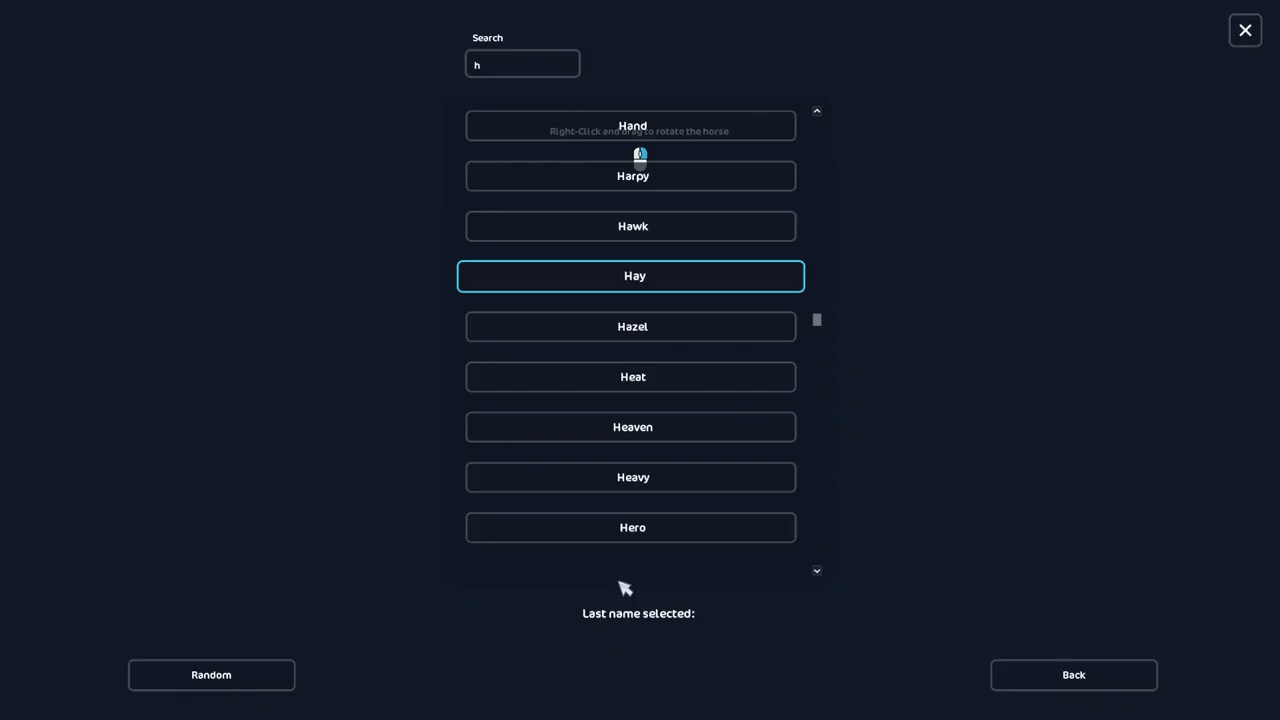 Search
h
Hand
Right-Click and drag to rotate the horse
Harpy
Hawk
Hay
Hazel
Heat
Heaven
Heavy
Hero
Last name selected:
Random
Back